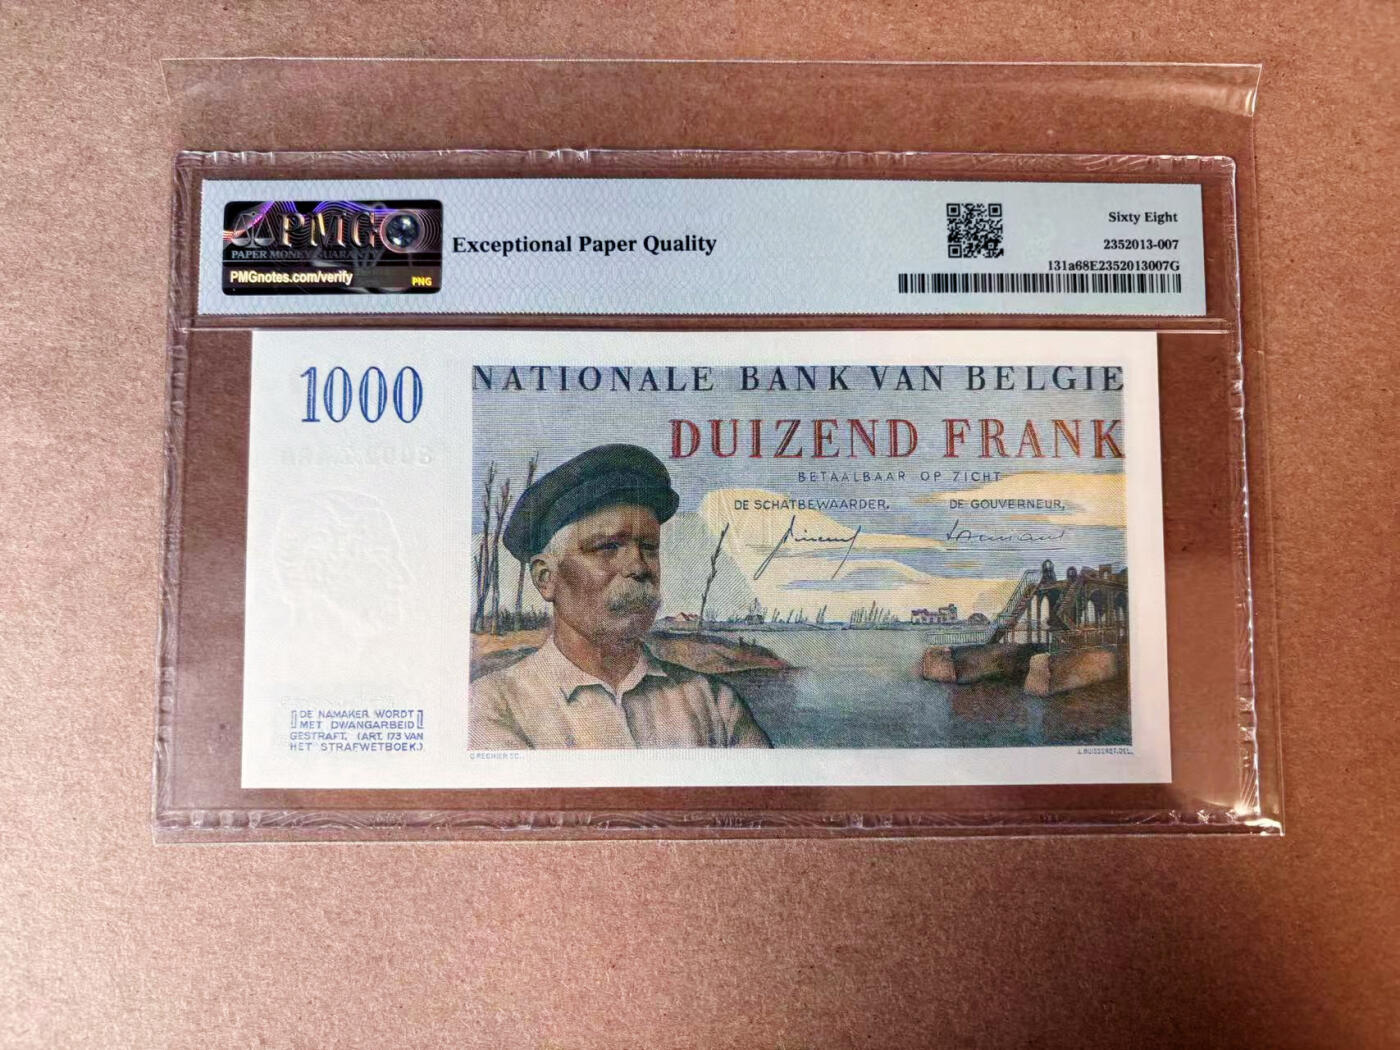 PMG
PAPER MONEY GUARANTY
PMGnotes.com/verify
PNG
Exceptional Paper Quality
Sixty Eight
2352013-007
131a68E2352013007G
1000
NATIONALE BANK VAN BELGIE
DUIZEND FRANK
BETAALBAAR OP ZICHT
DE SCHATBEWAARDER,
DE GOUVERNEUR,
DE NAMAKER WORDT
MET DWANGARBEID
GESTRAFT. (ART. 173 VAN
HET STRAFWETBOEK.)